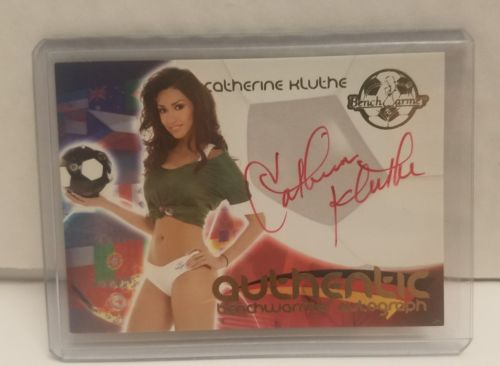 CATHERINE KLUTHE
BenchWarmer
Catherine Kluthe
AUTHENTIC
BENCHWARMER AUTOGRAPH